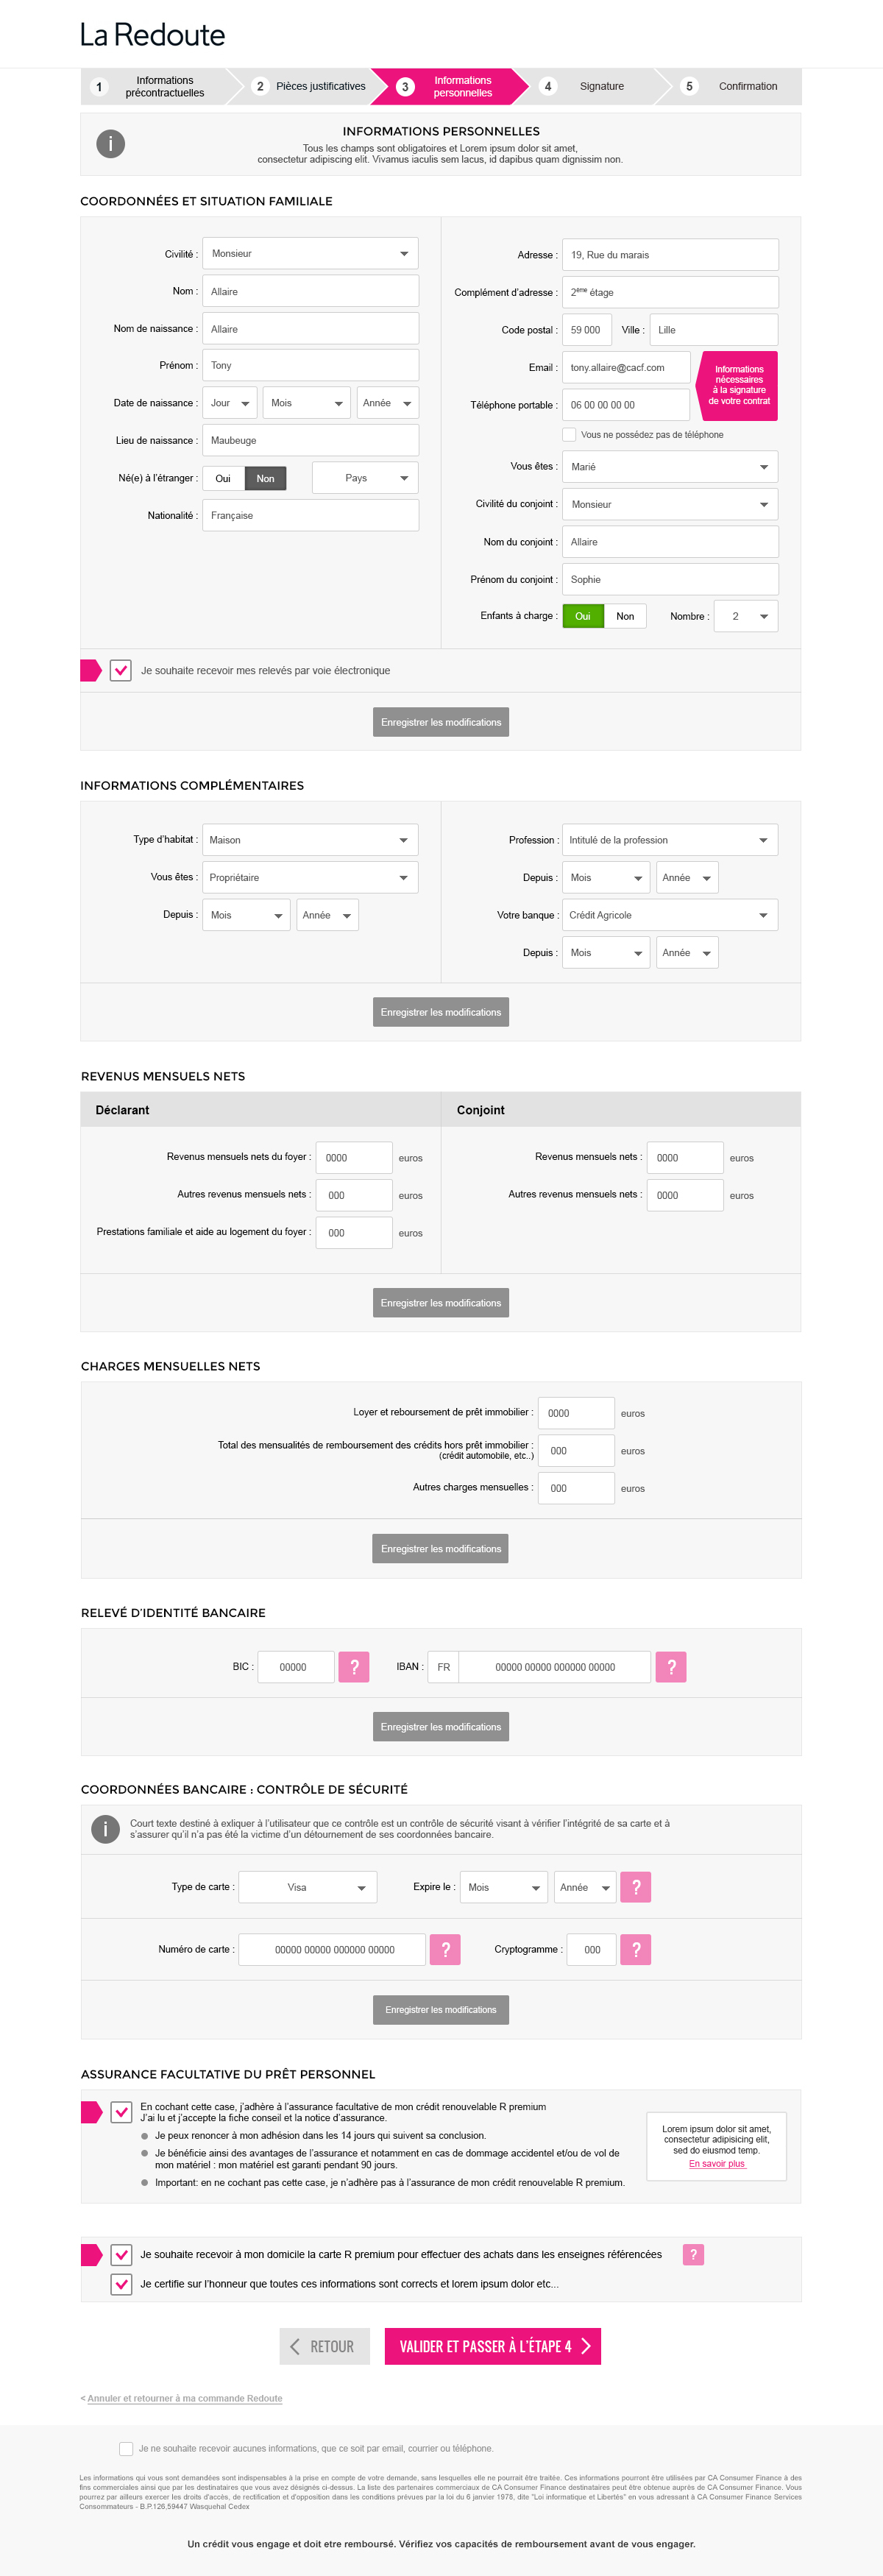 La Redoute
1 Informations précontractuelles
2 Pièces justificatives
3 Informations personnelles
4 Signature
5 Confirmation
i
INFORMATIONS PERSONNELLES
Tous les champs sont obligatoires et Lorem ipsum dolor sit amet,
consectetur adipiscing elit. Vivamus iaculis sem lacus, id dapibus quam dignissim non.
COORDONNÉES ET SITUATION FAMILIALE
Civilité : Monsieur
Nom : Allaire
Nom de naissance : Allaire
Prénom : Tony
Date de naissance : Jour Mois Année
Lieu de naissance : Maubeuge
Né(e) à l'étranger : Oui Non Pays
Nationalité : Française
Adresse : 19, Rue du marais
Complément d'adresse : 2ème étage
Code postal : 59 000 Ville : Lille
Email : tony.allaire@cacf.com
Téléphone portable : 06 00 00 00 00
Informations
nécessaires
à la signature
de votre contrat
Vous ne possédez pas de téléphone
Vous êtes : Marié
Civilité du conjoint : Monsieur
Nom du conjoint : Allaire
Prénom du conjoint : Sophie
Enfants à charge : Oui Non Nombre : 2
Je souhaite recevoir mes relevés par voie électronique
Enregistrer les modifications
INFORMATIONS COMPLÉMENTAIRES
Type d'habitat : Maison
Vous êtes : Propriétaire
Depuis : Mois Année
Profession : Intitulé de la profession
Depuis : Mois Année
Votre banque : Crédit Agricole
Depuis : Mois Année
Enregistrer les modifications
REVENUS MENSUELS NETS
Déclarant
Revenus mensuels nets du foyer : 0000 euros
Autres revenus mensuels nets : 000 euros
Prestations familiale et aide au logement du foyer : 000 euros
Conjoint
Revenus mensuels nets : 0000 euros
Autres revenus mensuels nets : 0000 euros
Enregistrer les modifications
CHARGES MENSUELLES NETS
Loyer et reboursement de prêt immobilier : 0000 euros
Total des mensualités de remboursement des crédits hors prêt immobilier : 000 euros
(crédit automobile, etc..)
Autres charges mensuelles : 000 euros
Enregistrer les modifications
RELEVÉ D'IDENTITÉ BANCAIRE
BIC : 00000 ? IBAN : FR 00000 00000 000000 00000 ?
Enregistrer les modifications
COORDONNÉES BANCAIRE : CONTRÔLE DE SÉCURITÉ
i
Court texte destiné à exliquer à l'utilisateur que ce contrôle est un contrôle de sécurité visant à vérifier l'intégrité de sa carte et à
s'assurer qu'il n'a pas été la victime d'un détournement de ses coordonnées bancaire.
Type de carte : Visa Expire le : Mois Année ?
Numéro de carte : 00000 00000 000000 00000 ? Cryptogramme : 000 ?
Enregistrer les modifications
ASSURANCE FACULTATIVE DU PRÊT PERSONNEL
En cochant cette case, j'adhère à l'assurance facultative de mon crédit renouvelable R premium
J'ai lu et j'accepte la fiche conseil et la notice d'assurance.
Je peux renoncer à mon adhésion dans les 14 jours qui suivent sa conclusion.
Je bénéficie ainsi des avantages de l'assurance et notamment en cas de dommage accidentel et/ou de vol de
mon matériel : mon matériel est garanti pendant 90 jours.
Important: en ne cochant pas cette case, je n'adhère pas à l'assurance de mon crédit renouvelable R premium.
Lorem ipsum dolor sit amet,
consectetur adipisicing elit,
sed do eiusmod temp.
En savoir plus
Je souhaite recevoir à mon domicile la carte R premium pour effectuer des achats dans les enseignes référencées ?
Je certifie sur l'honneur que toutes ces informations sont corrects et lorem ipsum dolor etc...
RETOUR
VALIDER ET PASSER À L'ÉTAPE 4
< Annuler et retourner à ma commande Redoute
Je ne souhaite recevoir aucunes informations, que ce soit par email, courrier ou téléphone.
Les informations qui vous sont demandées sont indispensables à la prise en compte de votre demande, sans lesquelles elle ne pourrait être traitée. Ces informations pourront être utilisées par CA Consumer Finance à des
fins commerciales ainsi que par les destinataires que vous avez désignés ci-dessus. La liste des partenaires commerciaux de CA Consumer Finance destinataires peut être obtenue auprès de CA Consumer Finance. Vous
pourrez par ailleurs exercer les droits d'accès, de rectification et d'opposition dans les conditions prévues par la loi du 6 janvier 1978, dite "Loi informatique et Libertés" en vous adressant à CA Consumer Finance Services
Consommateurs - B.P.126,59447 Wasquehal Cedex
Un crédit vous engage et doit etre remboursé. Vérifiez vos capacités de remboursement avant de vous engager.